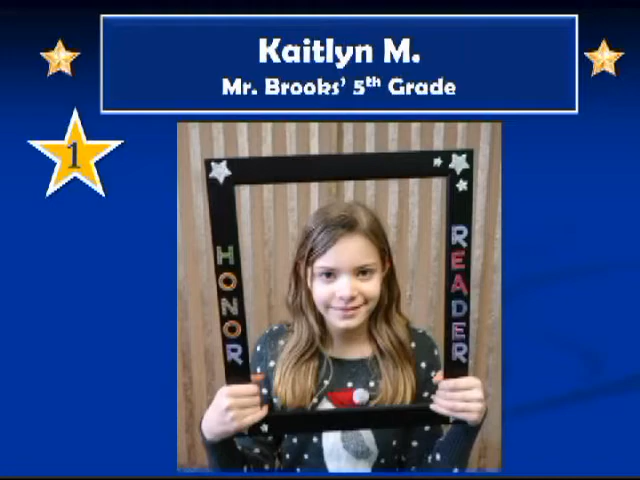 Kaitlyn M.
Mr. Brooks' 5th Grade
1
HONOR
READER